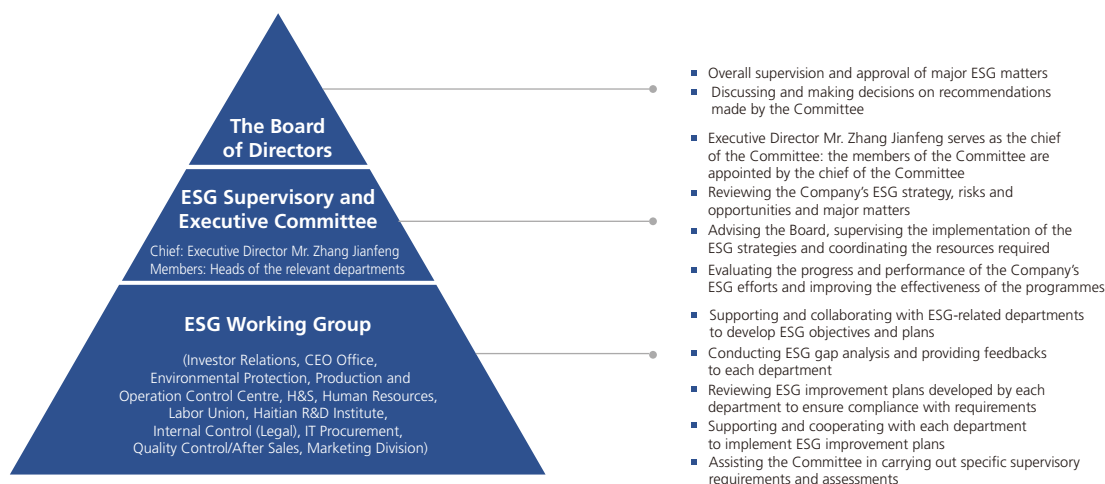 The Board
of Directors
ESG Supervisory and
Executive Committee
Chief: Executive Director Mr. Zhang Jianfeng
Members: Heads of the relevant departments
ESG Working Group
(Investor Relations, CEO Office,
Environmental Protection, Production and
Operation Control Centre, H&S, Human Resources,
Labor Union, Haitian R&D Institute,
Internal Control (Legal), IT Procurement,
Quality Control/After Sales, Marketing Division)
Overall supervision and approval of major ESG matters
Discussing and making decisions on recommendations
made by the Committee
Executive Director Mr. Zhang Jianfeng serves as the chief
of the Committee: the members of the Committee are
appointed by the chief of the Committee
Reviewing the Company's ESG strategy, risks and
opportunities and major matters
Advising the Board, supervising the implementation of the
ESG strategies and coordinating the resources required
Evaluating the progress and performance of the Company's
ESG efforts and improving the effectiveness of the programmes
Supporting and collaborating with ESG-related departments
to develop ESG objectives and plans
Conducting ESG gap analysis and providing feedbacks
to each department
Reviewing ESG improvement plans developed by each
department to ensure compliance with requirements
Supporting and cooperating with each department
to implement ESG improvement plans
Assisting the Committee in carrying out specific supervisory
requirements and assessments